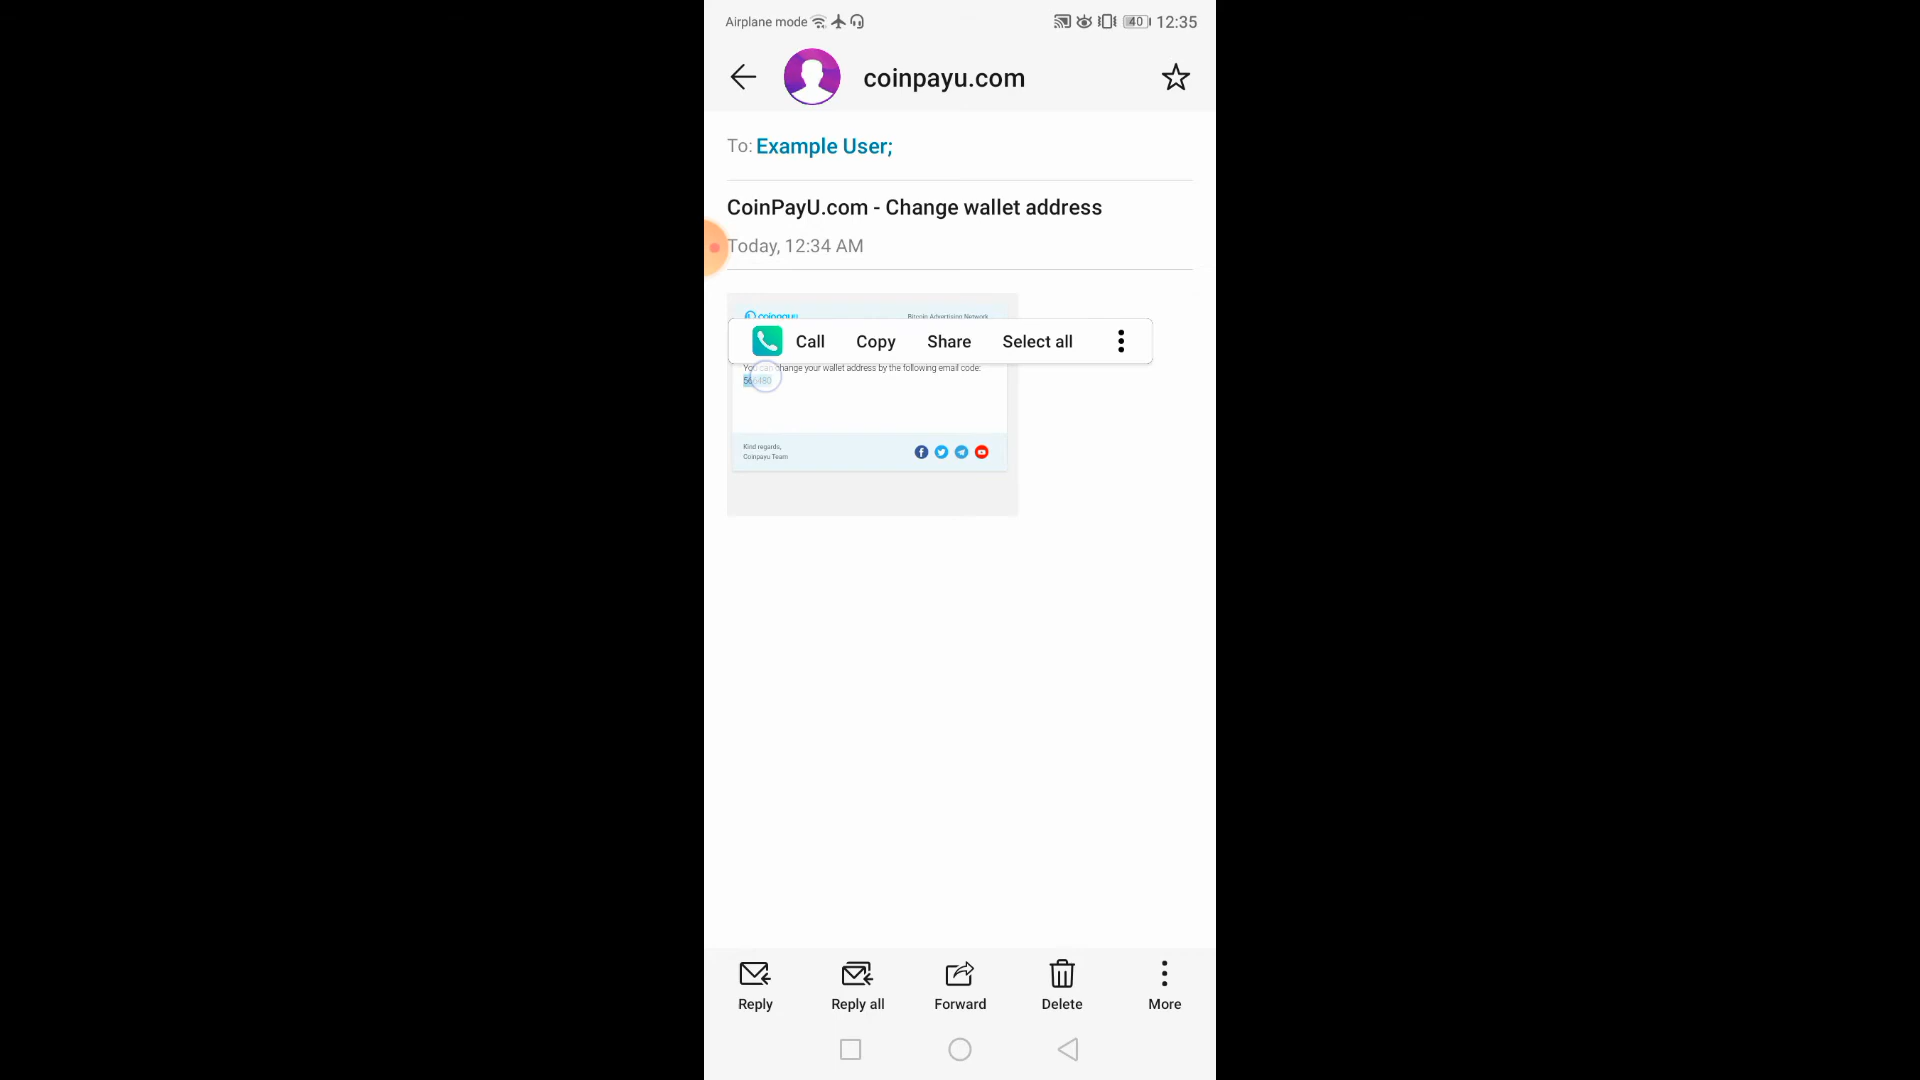 Airplane mode
40 12:35
coinpayu.com
To: Example User;
CoinPayU.com - Change wallet address
Today, 12:34 AM
coinpayu Bitcoin Advertising Network
Call Copy Share Select all
You can change your wallet address by the following email code:
Kind regards,
Coinpayu Team
Reply Reply all Forward Delete More